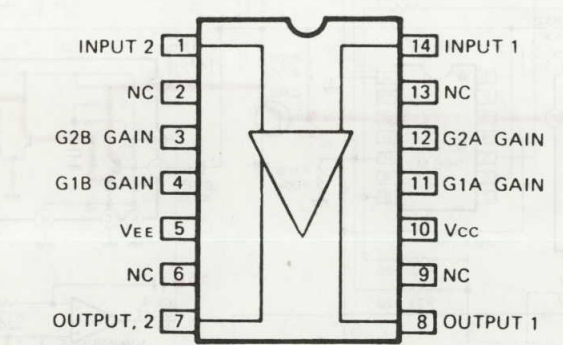 INPUT 2 1 14 INPUT 1
NC 2 13 NC
G2B GAIN 3 12 G2A GAIN
G1B GAIN 4 11 G1A GAIN
VEE 5 10 VCC
NC 6 9 NC
OUTPUT, 2 7 8 OUTPUT 1